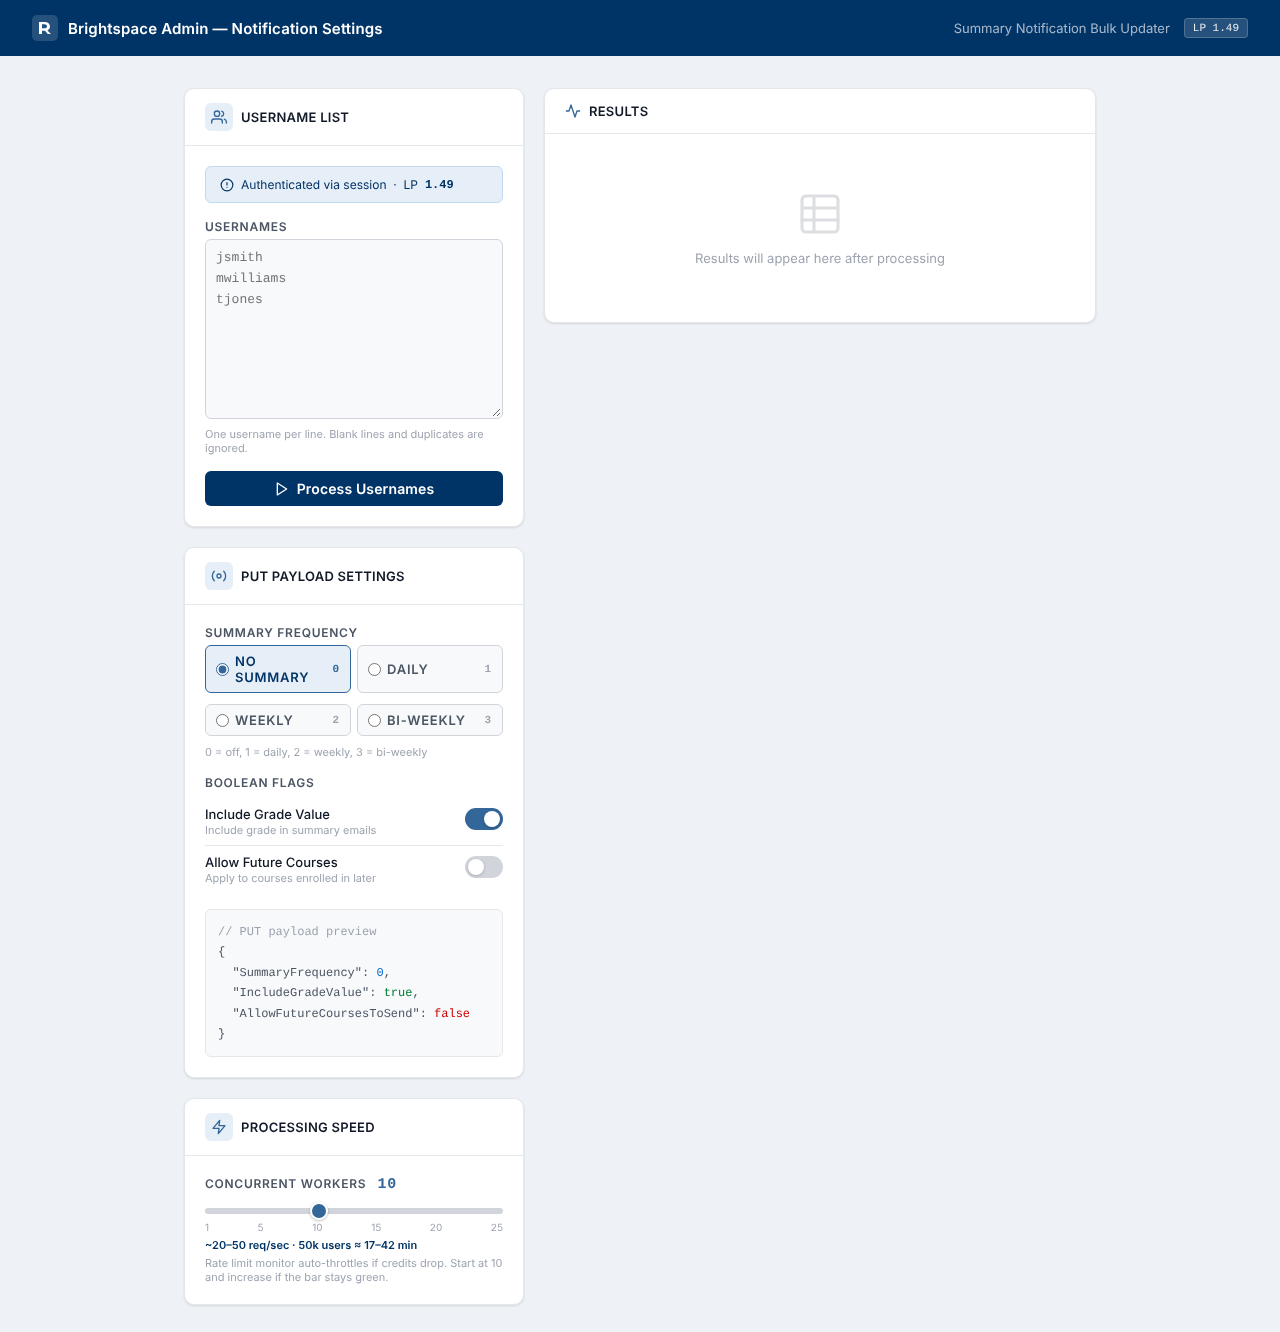 R Brightspace Admin — Notification Settings
Summary Notification Bulk Updater LP 1.49
USERNAME LIST
Authenticated via session · LP 1.49
USERNAMES
jsmith
mwilliams
tjones
One username per line. Blank lines and duplicates are
ignored.
Process Usernames
PUT PAYLOAD SETTINGS
SUMMARY FREQUENCY
NO
SUMMARY 0
DAILY 1
WEEKLY 2
BI-WEEKLY 3
0 = off, 1 = daily, 2 = weekly, 3 = bi-weekly
BOOLEAN FLAGS
Include Grade Value
Include grade in summary emails
Allow Future Courses
Apply to courses enrolled in later
// PUT payload preview
{
  "SummaryFrequency": 0,
  "IncludeGradeValue": true,
  "AllowFutureCoursesToSend": false
}
PROCESSING SPEED
CONCURRENT WORKERS 10
1 5 10 15 20 25
~20–50 req/sec · 50k users ≈ 17–42 min
Rate limit monitor auto-throttles if credits drop. Start at 10
and increase if the bar stays green.
RESULTS
Results will appear here after processing